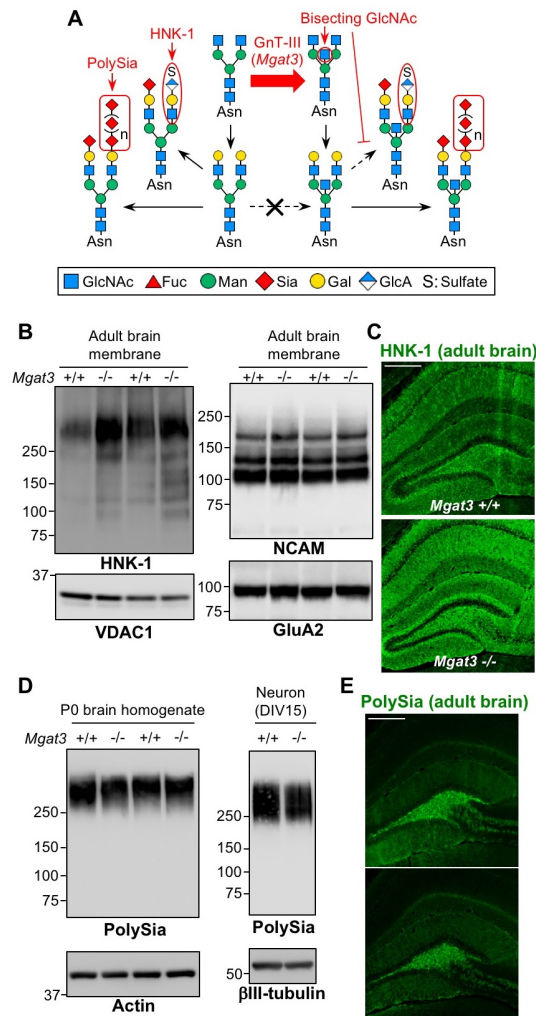 A
HNK-1
GnT-III
(Mgat3)
Bisecting GlcNAc
PolySia
S
S
n
n
Asn
Asn
Asn
Asn
Asn
Asn
Asn
Asn
GlcNAc Fuc Man Sia Gal GlcA S: Sulfate
B
Adult brain
membrane
Mgat3 +/+ -/- +/+ -/-
250
150
100
75
HNK-1
37
VDAC1
Adult brain
membrane
+/+ -/- +/+ -/-
250
150
100
75
NCAM
100
75
GluA2
C
HNK-1 (adult brain)
Mgat3 +/+
Mgat3 -/-
D
P0 brain homogenate
Mgat3 +/+ -/- +/+ -/-
250
150
100
75
PolySia
37
Actin
Neuron
(DIV15)
+/+ -/-
250
150
100
75
PolySia
50
βIII-tubulin
E
PolySia (adult brain)